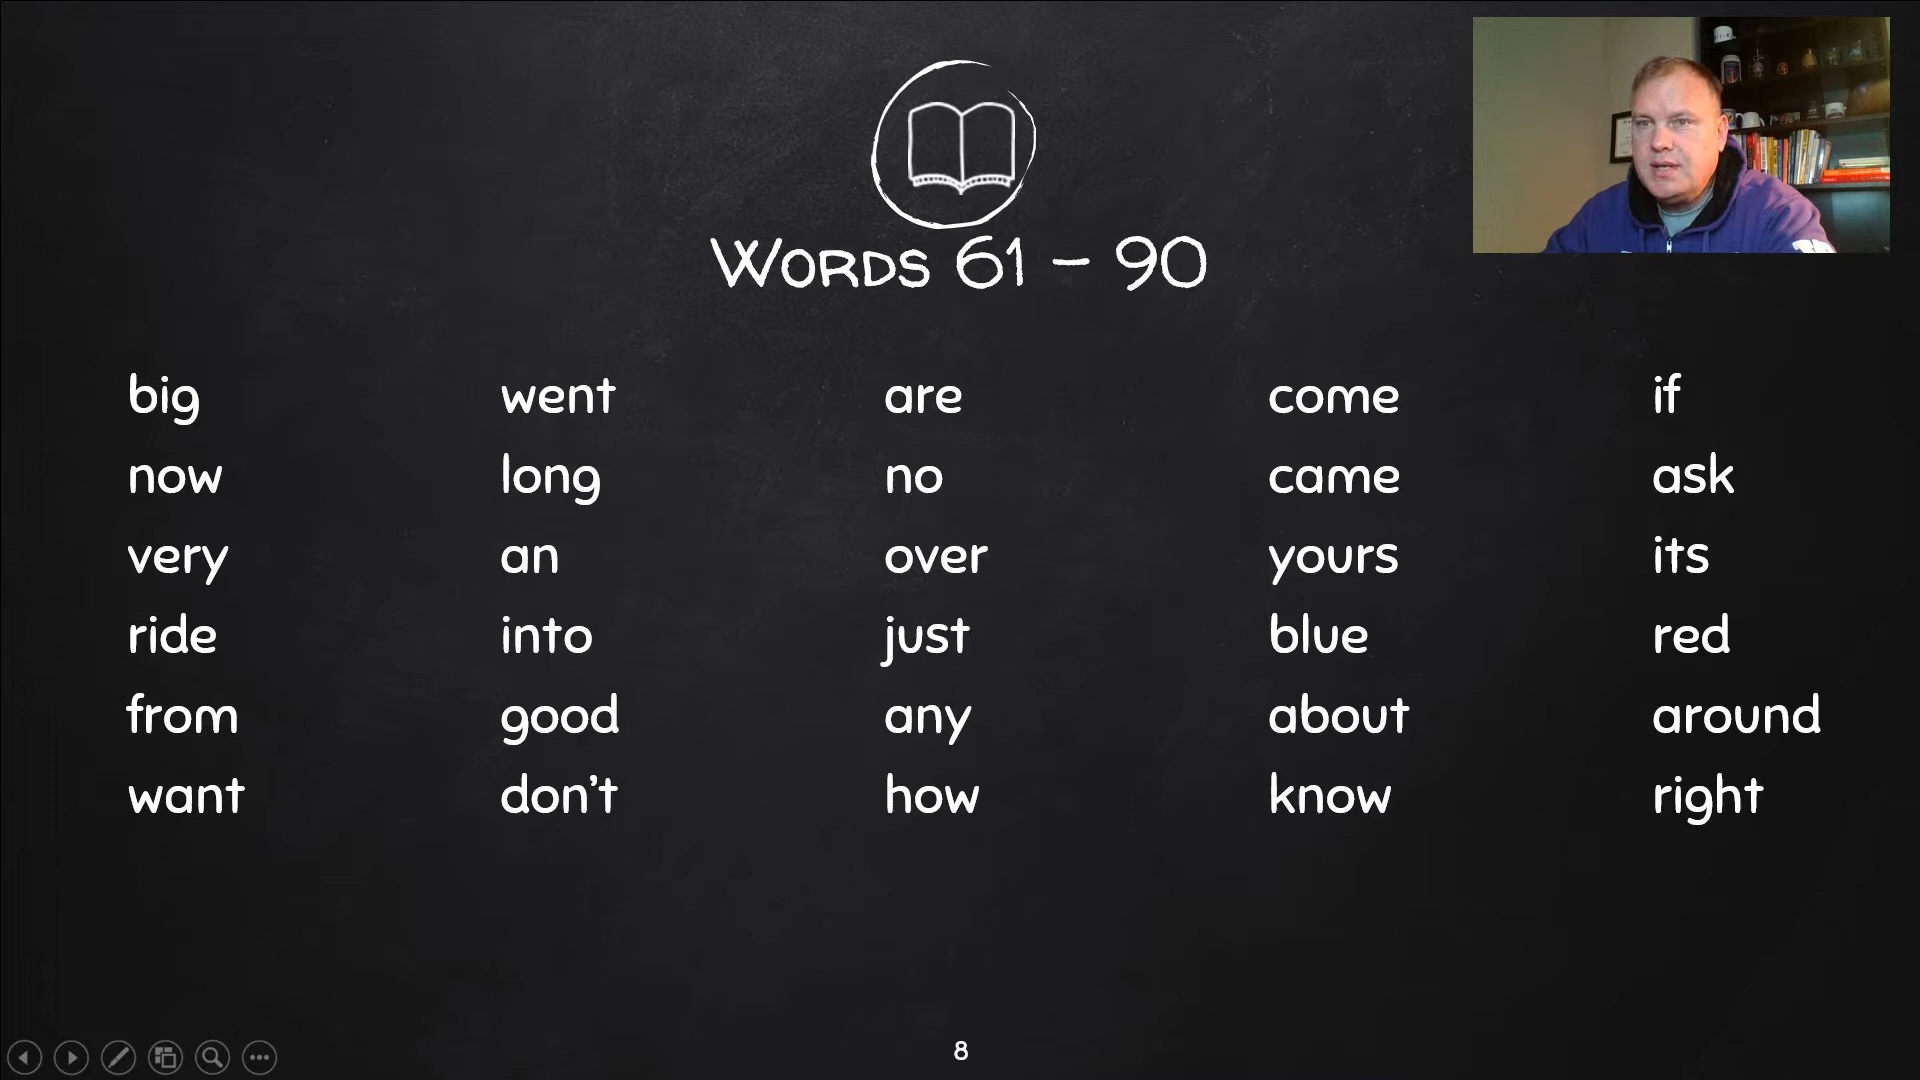 Words 61 – 90
big went are come if
now long no came ask
very an over yours its
ride into just blue red
from good any about around
want don’t how know right
8